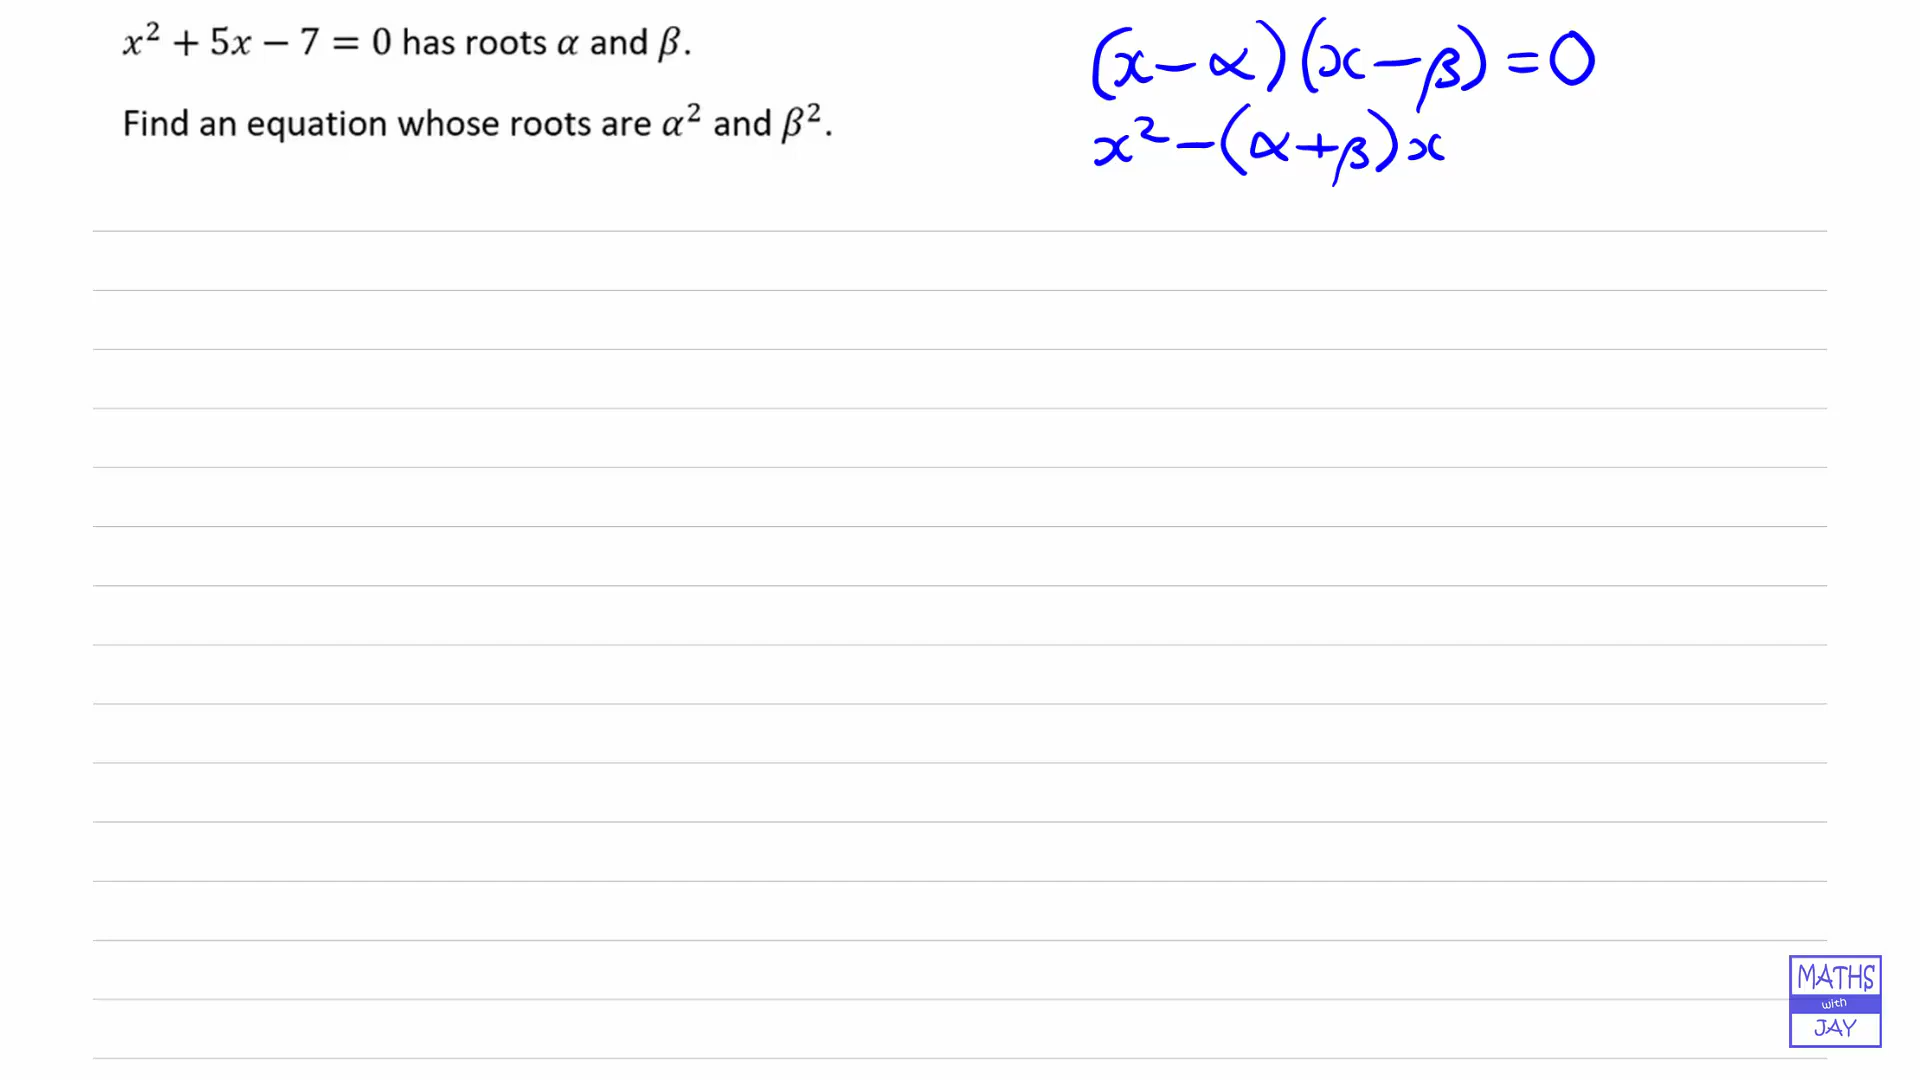 x² + 5x − 7 = 0 has roots α and β.
Find an equation whose roots are α² and β².
(x−α)(x−β)=0
x²−(α+β)x
MATHS
with
JAY